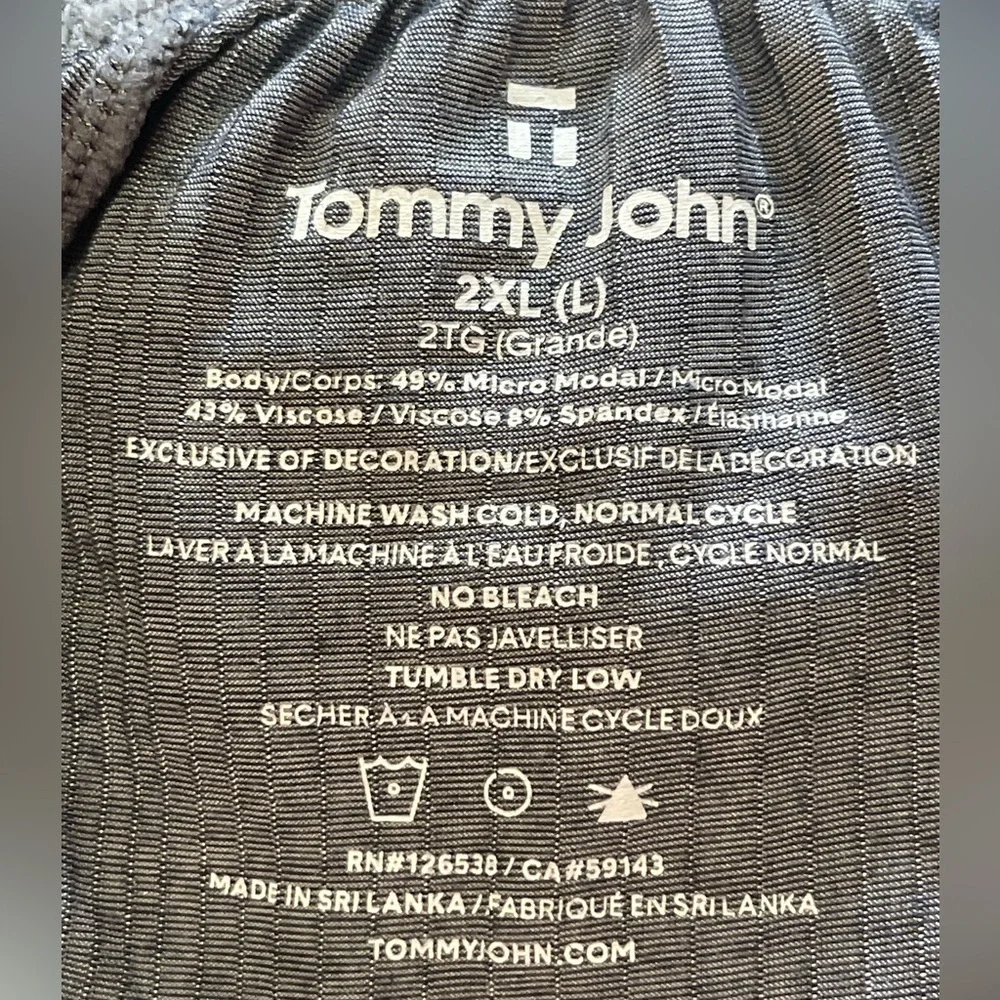 Tommy John®
2XL (L)
2TG (Grande)
Body/Corps: 49% Micro Modal / Micro Modal
43% Viscose / Viscose 8% Spandex / Élasthanne
EXCLUSIVE OF DECORATION/EXCLUSIF DE LA DÉCORATION
MACHINE WASH COLD, NORMAL CYCLE
LAVER A LA MACHINE À L'EAU FROIDE, CYCLE NORMAL
NO BLEACH
NE PAS JAVELLISER
TUMBLE DRY LOW
SECHER À LA MACHINE CYCLE DOUX
RN#126538 / CA#59143
MADE IN SRI LANKA / FABRIQUÉ EN SRI LANKA
TOMMYJOHN.COM